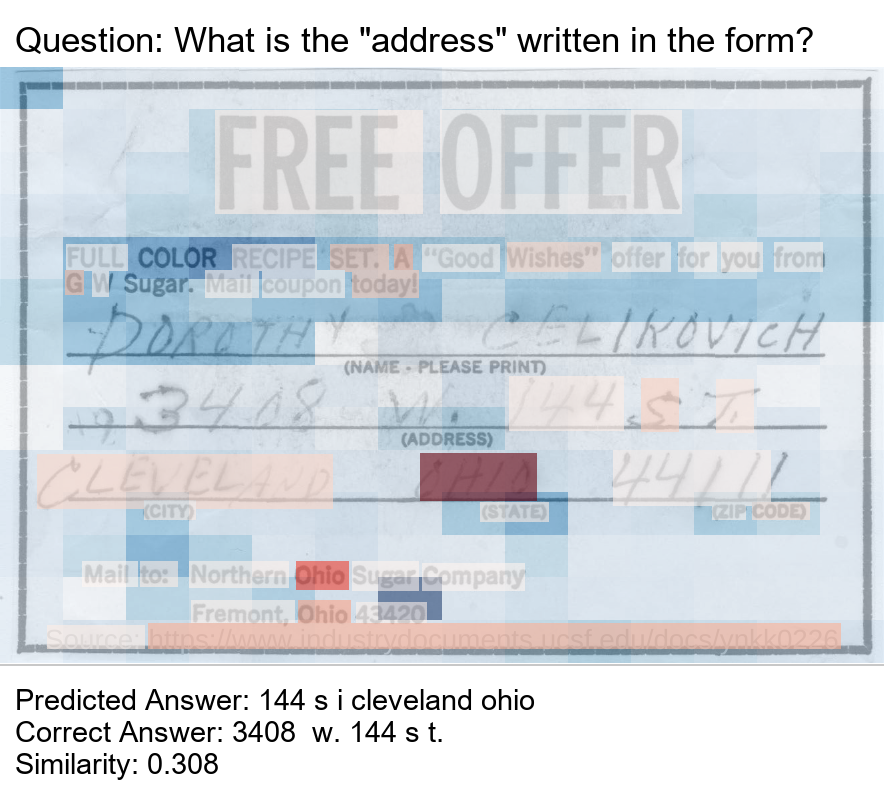 Question: What is the "address" written in the form?
FREE OFFER
FULL COLOR RECIPE SET. A "Good Wishes" offer for you from
G W Sugar. Mail coupon today!
DOROTHY CELIKOVICH
(NAME - PLEASE PRINT)
3408 W. 144 ST.
(ADDRESS)
CLEVELAND OHIO 44111
(CITY) (STATE) (ZIP CODE)
Mail to: Northern Ohio Sugar Company
Fremont, Ohio 43420
Source: https://www.industrydocuments.ucsf.edu/docs/ynkk0226
Predicted Answer: 144 s i cleveland ohio
Correct Answer: 3408 w. 144 s t.
Similarity: 0.308